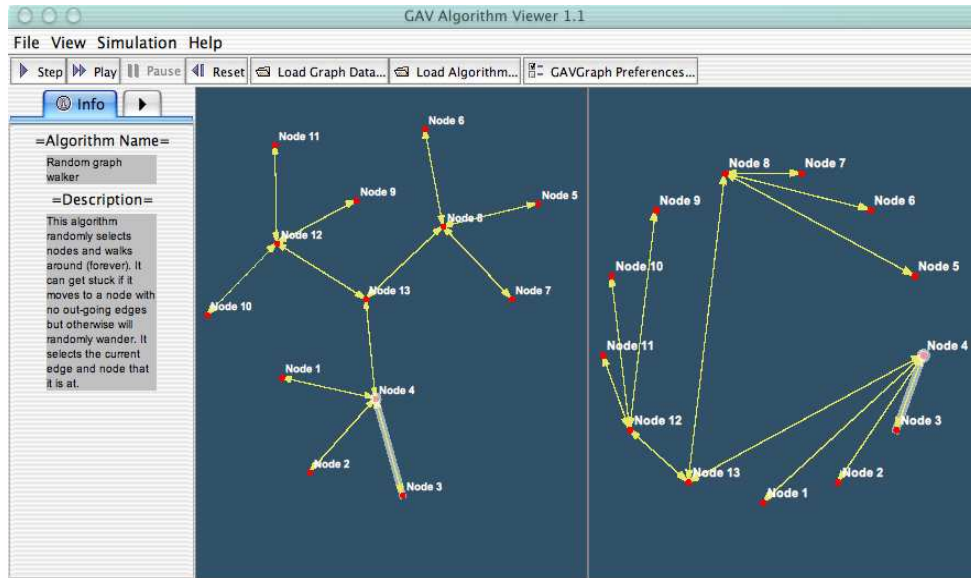 GAV Algorithm Viewer 1.1
File View Simulation Help
Step Play Pause Reset Load Graph Data... Load Algorithm... GAVGraph Preferences...
Info
=Algorithm Name=
Random graph
walker
=Description=
This algorithm
randomly selects
nodes and walks
around (forever). It
can get stuck if it
moves to a node with
no out-going edges
but otherwise will
randomly wander. It
selects the current
edge and node that
it is at.
Node 6
Node 11
Node 9
Node 5
Node 8
Node 12
Node 13
Node 7
Node 10
Node 1
Node 4
Node 2
Node 3
Node 8
Node 7
Node 9
Node 6
Node 10
Node 5
Node 11
Node 4
Node 12
Node 3
Node 13
Node 2
Node 1